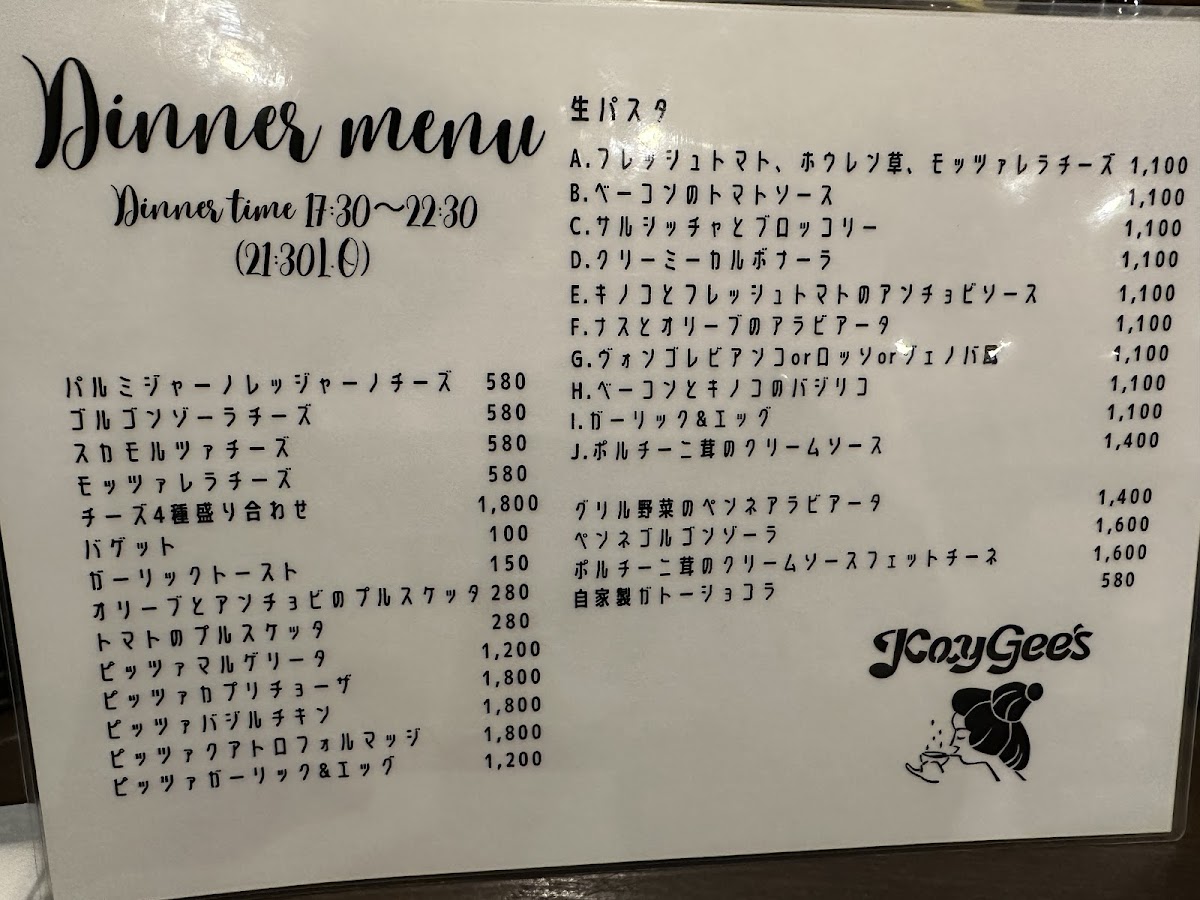 Dinner menu
Dinner time 17:30～22:30
(21:30L.O)
パルミジャーノレッジャーノチーズ 580
ゴルゴンゾーラチーズ 580
スカモルツァチーズ 580
モッツァレラチーズ 580
チーズ4種盛り合わせ 1,800
バゲット 100
ガーリックトースト 150
オリーブとアンチョビのブルスケッタ 280
トマトのブルスケッタ 280
ピッツァマルゲリータ 1,200
ピッツァカプリチョーザ 1,800
ピッツァバジルチキン 1,800
ピッツァクアトロフォルマッジ 1,800
ピッツァガーリック&エッグ 1,200
生パスタ
A.フレッシュトマト、ホウレン草、モッツァレラチーズ 1,100
B.ベーコンのトマトソース 1,100
C.サルシッチャとブロッコリー 1,100
D.クリーミーカルボナーラ 1,100
E.キノコとフレッシュトマトのアンチョビソース 1,100
F.ナスとオリーブのアラビアータ 1,100
G.ヴォンゴレビアンコorロッソorジェノバ風 1,100
H.ベーコンとキノコのバジリコ 1,100
I.ガーリック&エッグ 1,100
J.ポルチーニ茸のクリームソース 1,400
グリル野菜のペンネアラビアータ 1,400
ペンネゴルゴンゾーラ 1,600
ポルチーニ茸のクリームソースフェットチーネ 1,600
自家製ガトーショコラ 580
KoyGee's